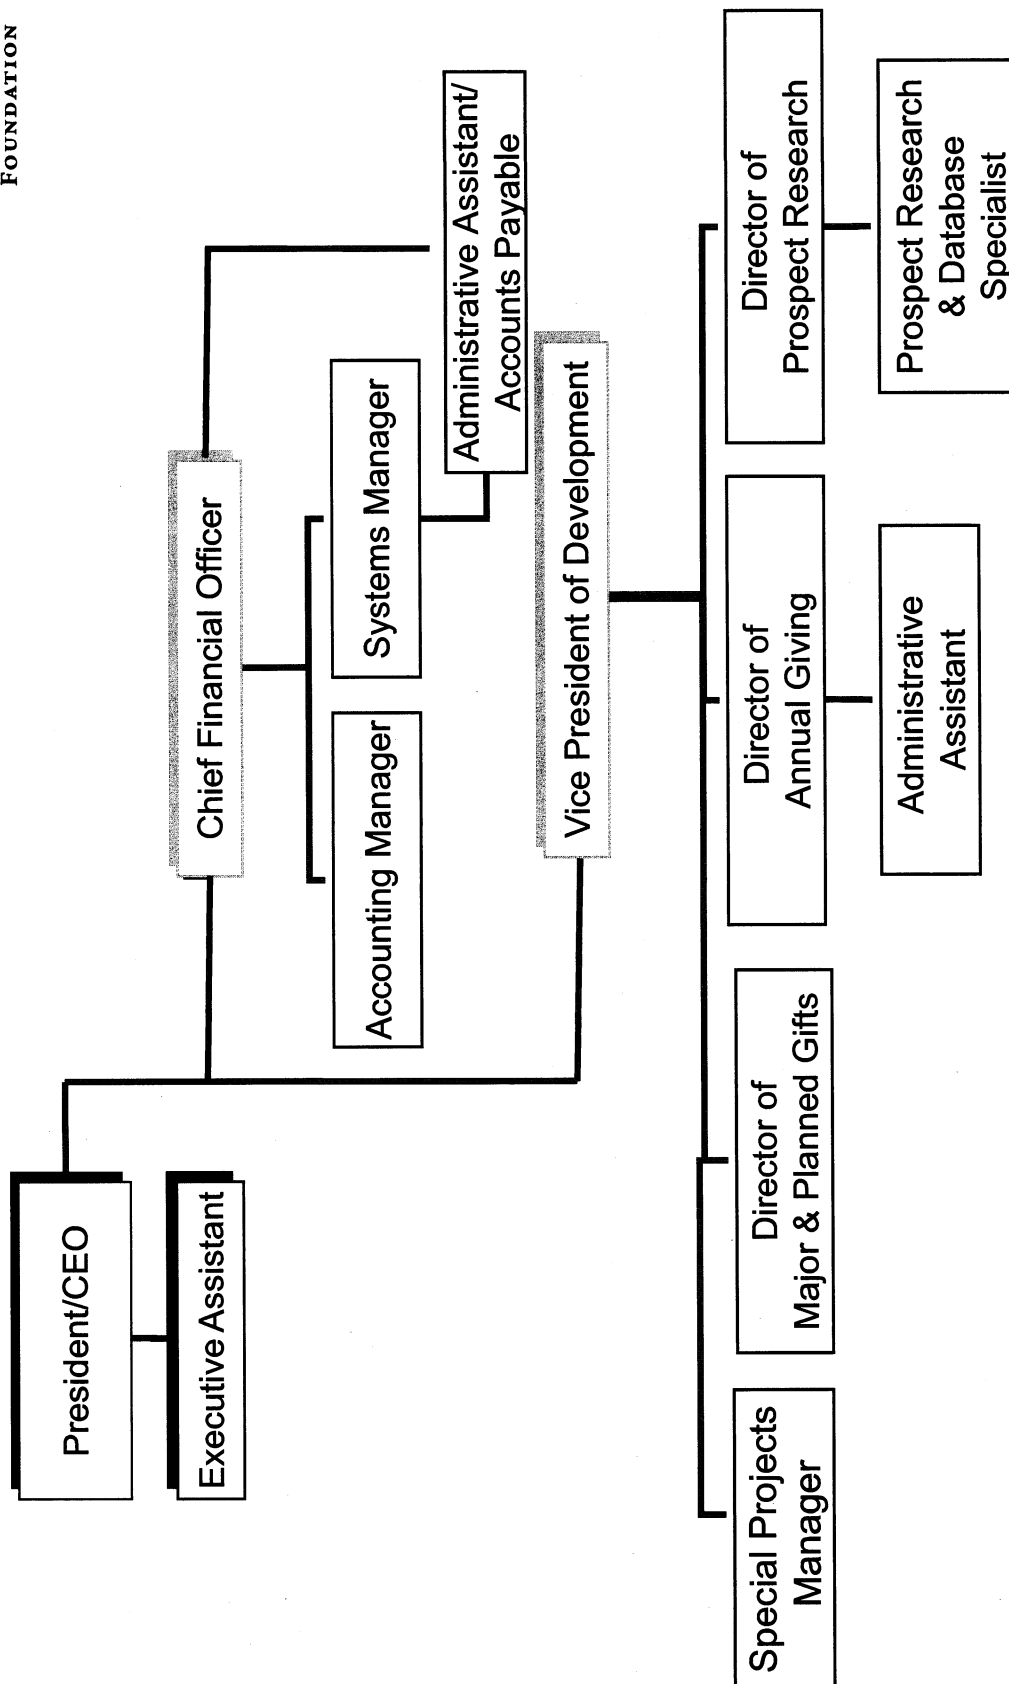 FOUNDATION
President/CEO
Executive Assistant
Chief Financial Officer
Accounting Manager
Systems Manager
Administrative Assistant/
Accounts Payable
Vice President of Development
Special Projects
Manager
Director of
Major & Planned Gifts
Director of
Annual Giving
Director of
Prospect Research
Administrative
Assistant
Prospect Research
& Database
Specialist